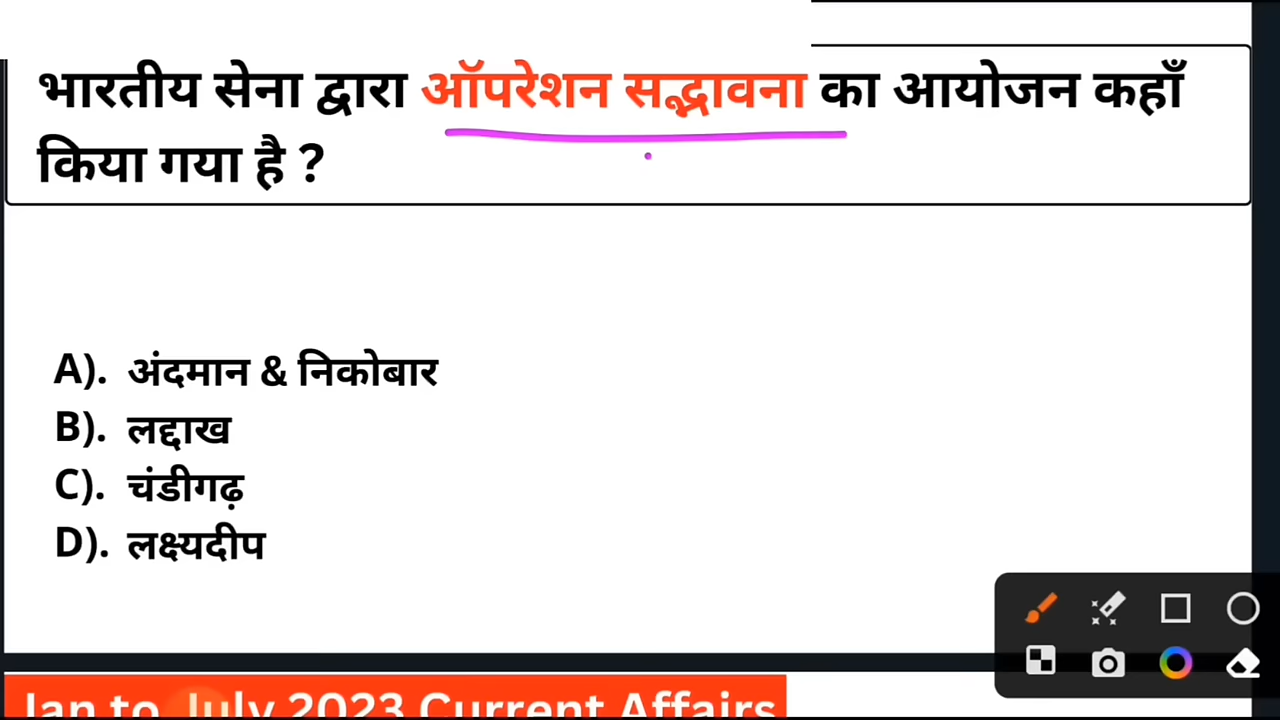 भारतीय सेना द्वारा ऑपरेशन सद्भावना का आयोजन कहाँ
किया गया है ?
A). अंदमान & निकोबार
B). लद्दाख
C). चंडीगढ़
D). लक्ष्यदीप
Jan to July 2023 Current Affairs